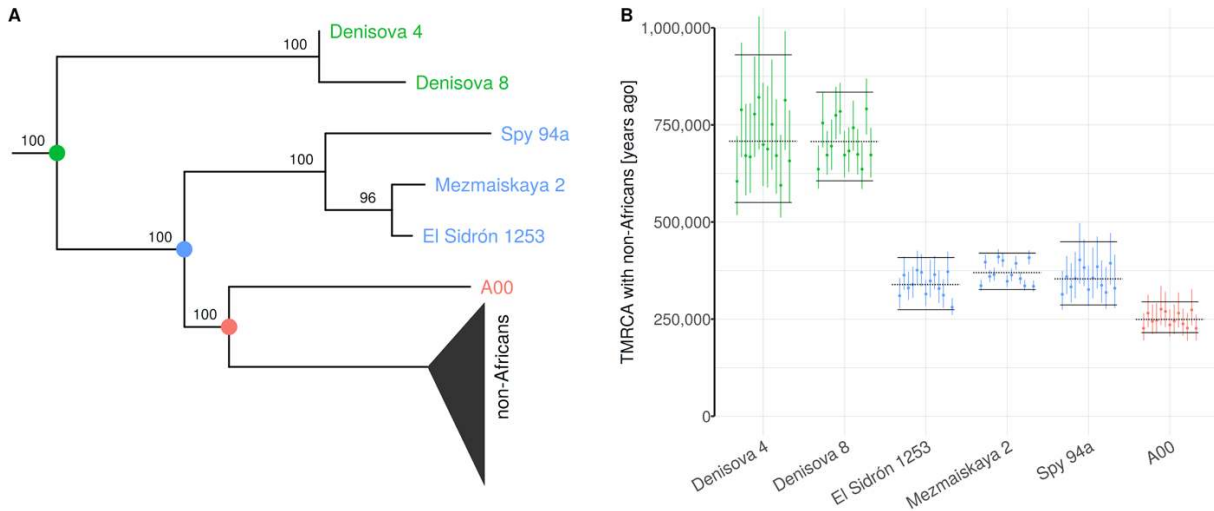 A
Denisova 4
100
Denisova 8
Spy 94a
100
100
Mezmaiskaya 2
96
El Sidrón 1253
100
A00
100
non-Africans
B
TMRCA with non-Africans [years ago]
1,000,000
750,000
500,000
250,000
0
Denisova 4
Denisova 8
El Sidrón 1253
Mezmaiskaya 2
Spy 94a
A00